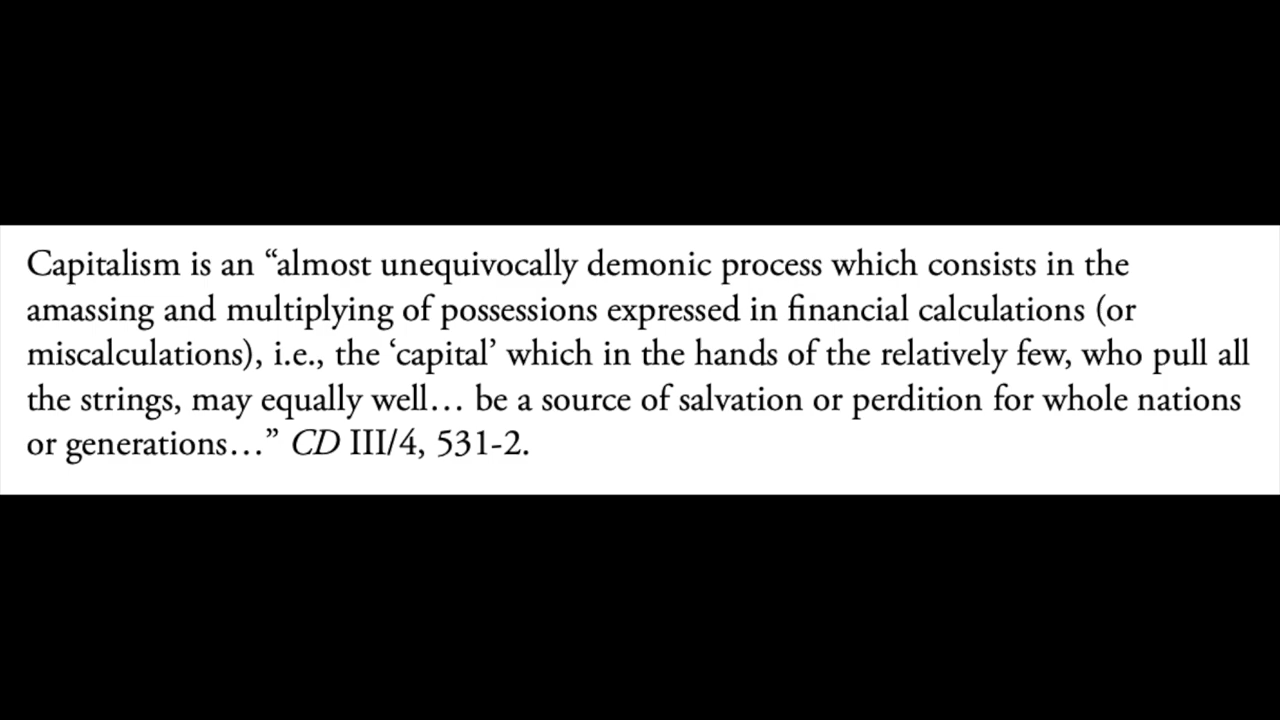 Capitalism is an “almost unequivocally demonic process which consists in the
amassing and multiplying of possessions expressed in financial calculations (or
miscalculations), i.e., the ‘capital’ which in the hands of the relatively few, who pull all
the strings, may equally well… be a source of salvation or perdition for whole nations
or generations…” CD III/4, 531-2.